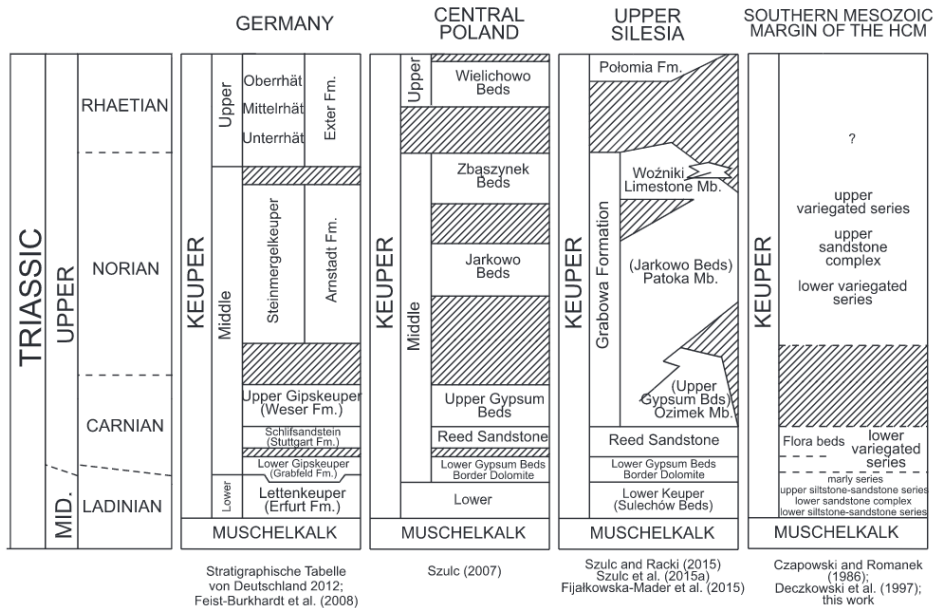 GERMANY
CENTRAL
POLAND
UPPER
SILESIA
SOUTHERN MESOZOIC
MARGIN OF THE HCM
TRIASSIC
UPPER
MID.
RHAETIAN
NORIAN
CARNIAN
LADINIAN
KEUPER
Upper
Middle
Lower
Oberrhät
Mittelrhät
Unterrhät
Exter Fm.
Steinmergelkeuper
Arnstadt Fm.
Upper Gipskeuper
(Weser Fm.)
Schlifsandstein
(Stuttgart Fm.)
Lower Gipskeuper
(Grabfeld Fm.)
Lettenkeuper
(Erfurt Fm.)
MUSCHELKALK
Stratigraphische Tabelle
von Deutschland 2012;
Feist-Burkhardt et al. (2008)
KEUPER
Upper
Middle
Wielichowo
Beds
Zbąszynek
Beds
Jarkowo
Beds
Upper Gypsum
Beds
Reed Sandstone
Lower Gypsum Beds
Border Dolomite
Lower
MUSCHELKALK
Szulc (2007)
KEUPER
Połomia Fm.
Grabowa Formation
Woźniki
Limestone Mb.
(Jarkowo Beds)
Patoka Mb.
(Upper
Gypsum Bds)
Ozimek Mb.
Reed Sandstone
Lower Gypsum Beds
Border Dolomite
Lower Keuper
(Sulechów Beds)
MUSCHELKALK
Szulc and Racki (2015)
Szulc et al. (2015a)
Fijałkowska-Mader et al. (2015)
KEUPER
?
upper
variegated series
upper
sandstone
complex
lower variegated
series
Flora beds
lower
variegated
series
marly series
upper siltstone-sandstone series
lower sandstone complex
lower siltstone-sandstone series
MUSCHELKALK
Czapowski and Romanek
(1986);
Deczkowski et al. (1997);
this work